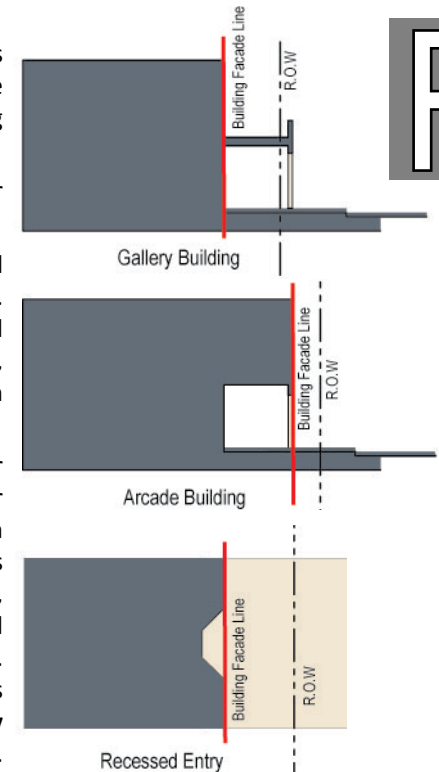 Building Facade Line
R.O.W
Gallery Building
Building Facade Line
R.O.W
Arcade Building
Building Facade Line
R.O.W
Recessed Entry